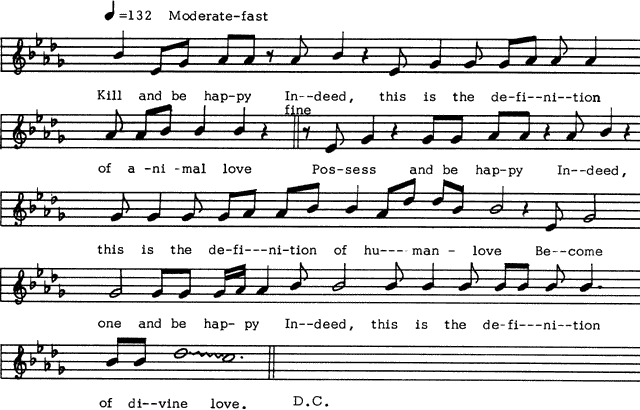 ♩=132 Moderate-fast
Kill and be hap-py In--deed, this is the de-fi--ni--tion
fine
of a -ni -mal love Pos-sess and be hap-py In--deed,
this is the de-fi---ni-tion of hu--- man - love Be--come
one and be hap- py In--deed, this is the de-fi---ni--tion
of di--vine love. D.C.